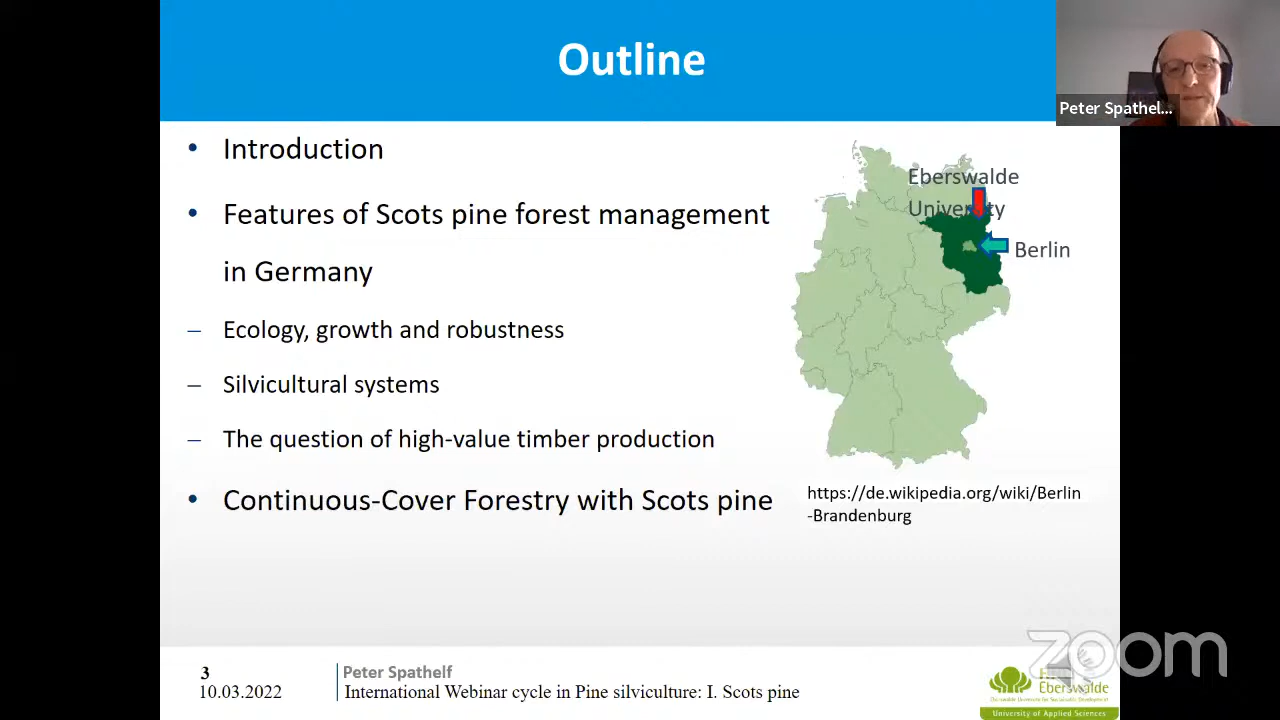 Outline
Peter Spathel...
• Introduction
• Features of Scots pine forest management
in Germany
– Ecology, growth and robustness
– Silvicultural systems
– The question of high-value timber production
• Continuous-Cover Forestry with Scots pine
Eberswalde
University
Berlin
https://de.wikipedia.org/wiki/Berlin
-Brandenburg
3
10.03.2022
Peter Spathelf
International Webinar cycle in Pine silviculture: I. Scots pine
zoom
Eberswalde
University of Applied Sciences